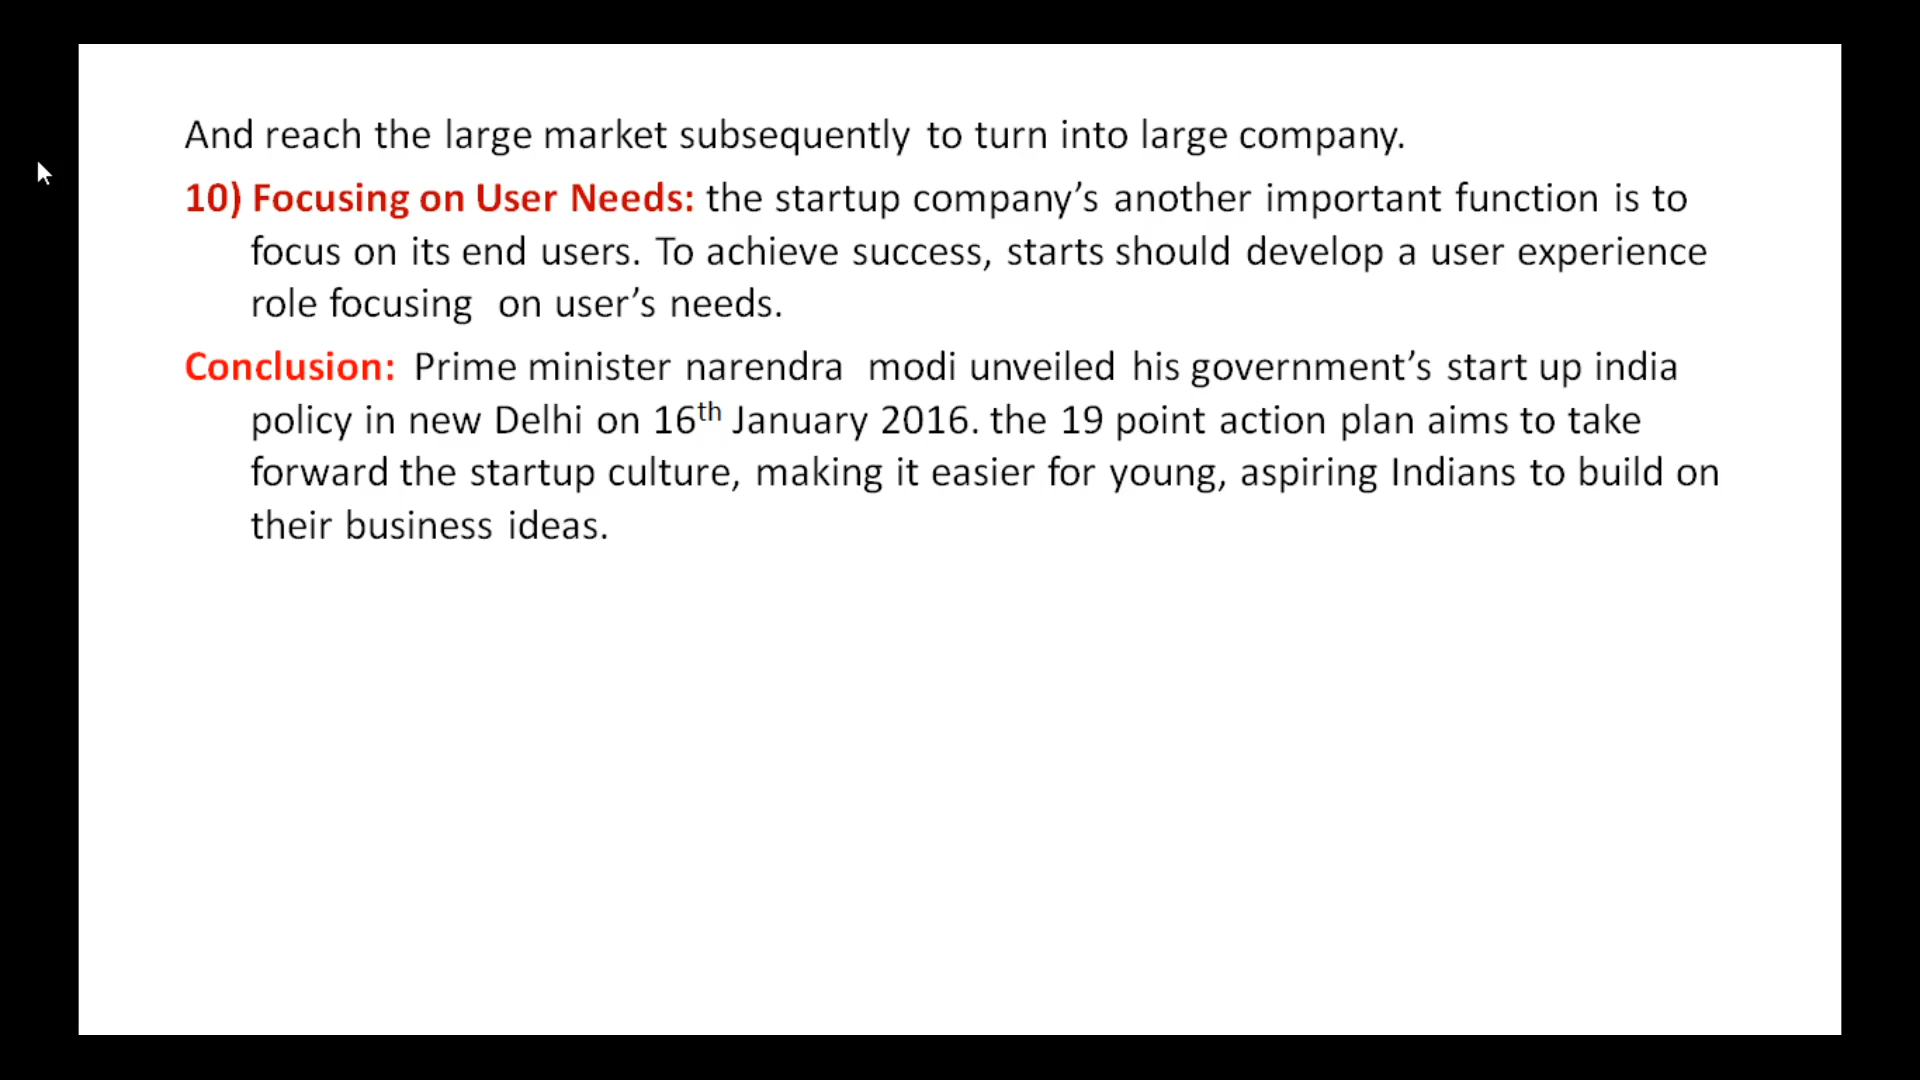 And reach the large market subsequently to turn into large company.
10) Focusing on User Needs: the startup company’s another important function is to
focus on its end users. To achieve success, starts should develop a user experience
role focusing on user’s needs.
Conclusion: Prime minister narendra modi unveiled his government’s start up india
policy in new Delhi on 16th January 2016. the 19 point action plan aims to take
forward the startup culture, making it easier for young, aspiring Indians to build on
their business ideas.